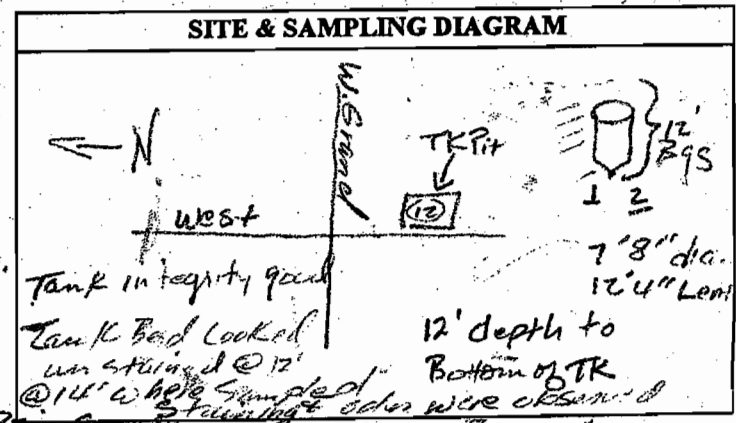 SITE & SAMPLING DIAGRAM
N
W. Grand
TK Pit
12
12'
Bgs
1 2
West
7'8" dia.
12'4" Len
Tank integrity good
Tank Bed Looked
unstained @ 12'
@ 14' where sampled
Staining & odor were observed
12' depth to
Bottom of TK